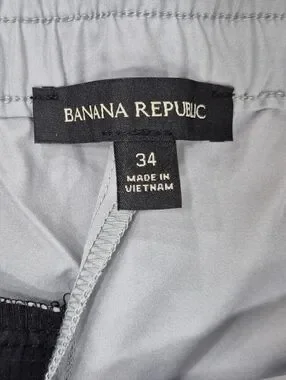 BANANA REPUBLIC
34
MADE IN
VIETNAM